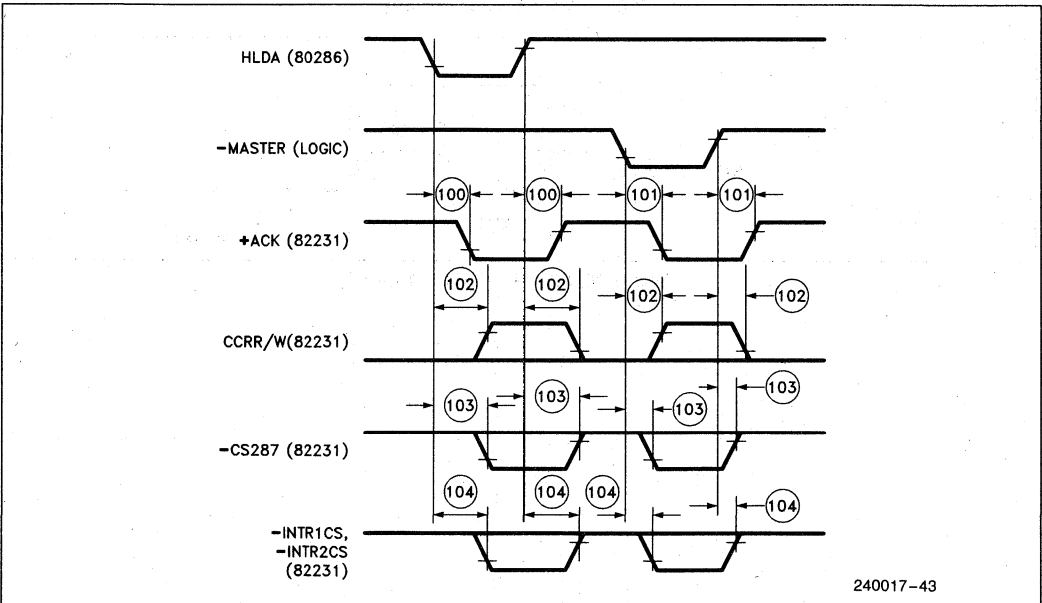 HLDA (80286)
-MASTER (LOGIC)
100 100 101 101
+ACK (82231)
102 102 102 102
CCRR/W(82231)
103 103 103 103
-CS287 (82231)
104 104 104 104
-INTR1CS,
-INTR2CS
(82231)
240017-43